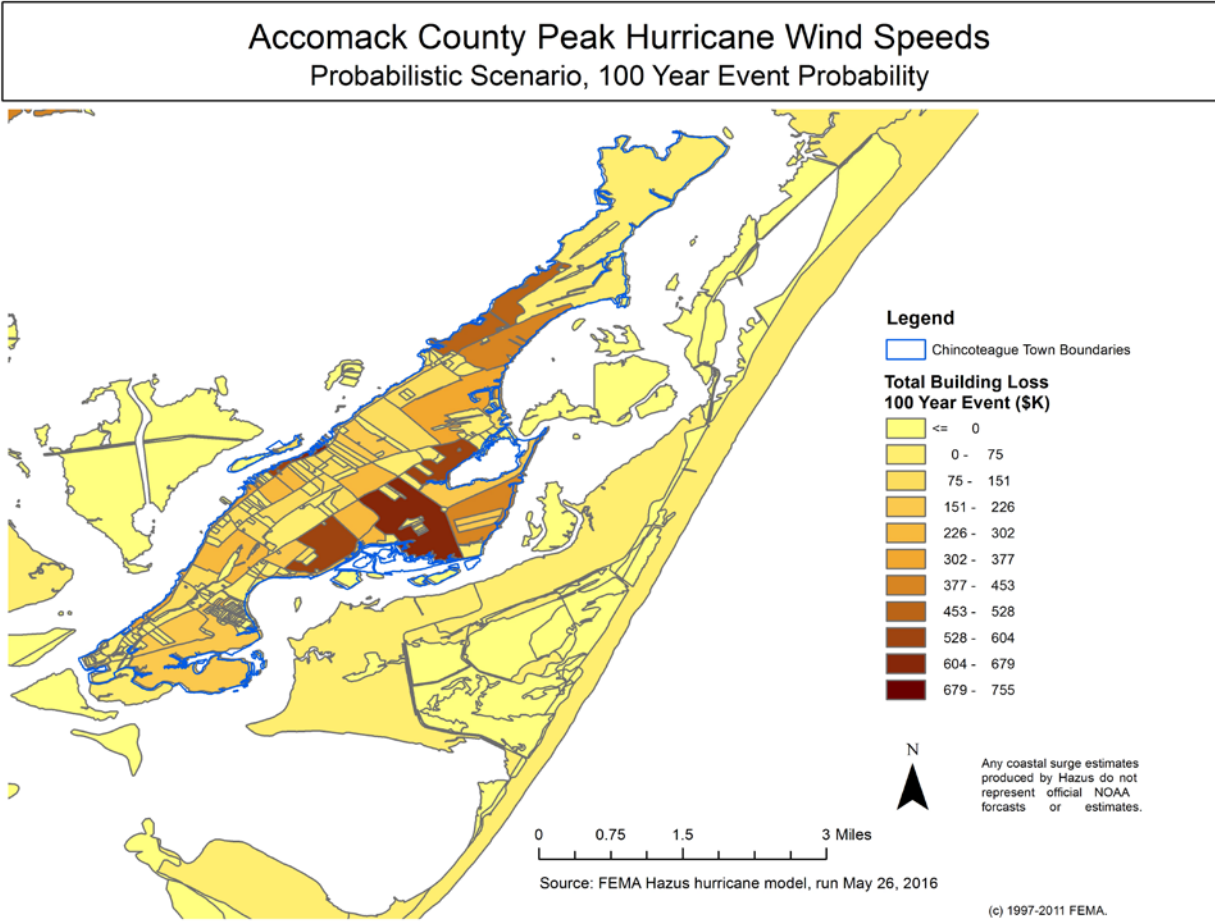 Accomack County Peak Hurricane Wind Speeds
Probabilistic Scenario, 100 Year Event Probability
Legend
Chincoteague Town Boundaries
Total Building Loss
100 Year Event ($K)
<= 0
0 - 75
75 - 151
151 - 226
226 - 302
302 - 377
377 - 453
453 - 528
528 - 604
604 - 679
679 - 755
N
Any coastal surge estimates
produced by Hazus do not
represent official NOAA
forcasts or estimates.
0 0.75 1.5 3 Miles
Source: FEMA Hazus hurricane model, run May 26, 2016
(c) 1997-2011 FEMA.